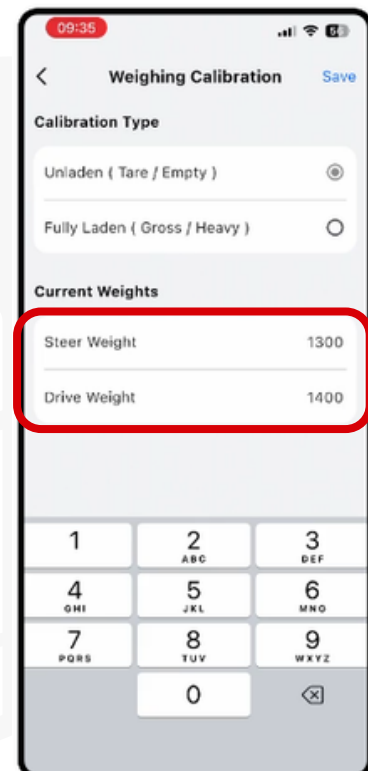 09:35
Weighing Calibration Save
Calibration Type
Unladen ( Tare / Empty )
Fully Laden ( Gross / Heavy )
Current Weights
Steer Weight 1300
Drive Weight 1400
1 2 3
ABC DEF
4 5 6
GHI JKL MNO
7 8 9
PQRS TUV WXYZ
0